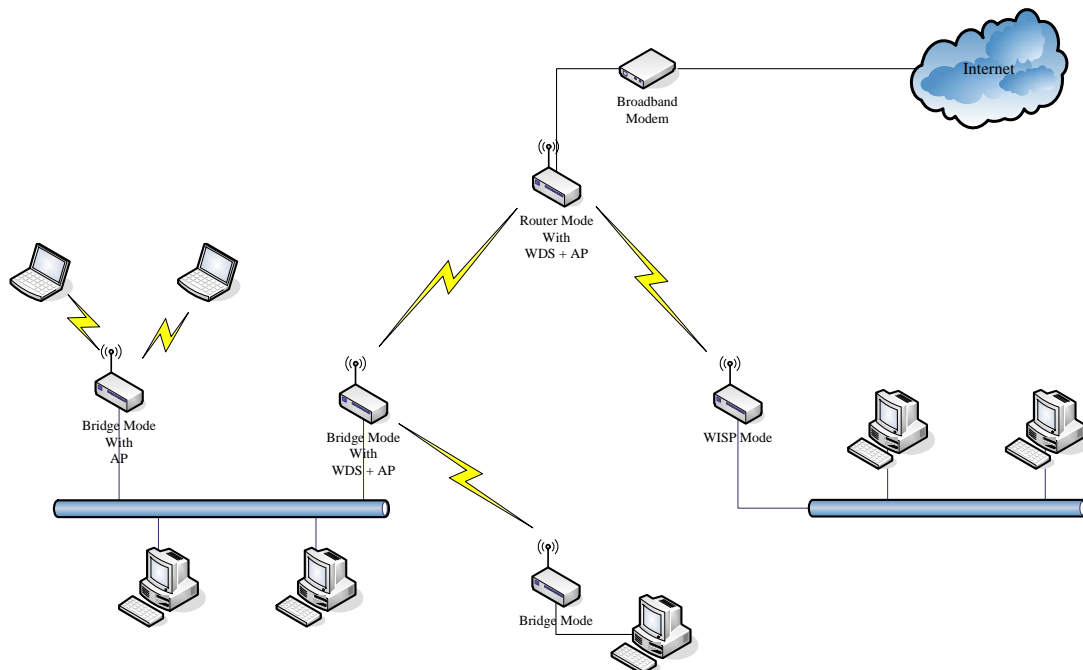 Internet
Broadband
Modem
Router Mode
With
WDS + AP
Bridge Mode
With
AP
Bridge Mode
With
WDS + AP
WISP Mode
Bridge Mode